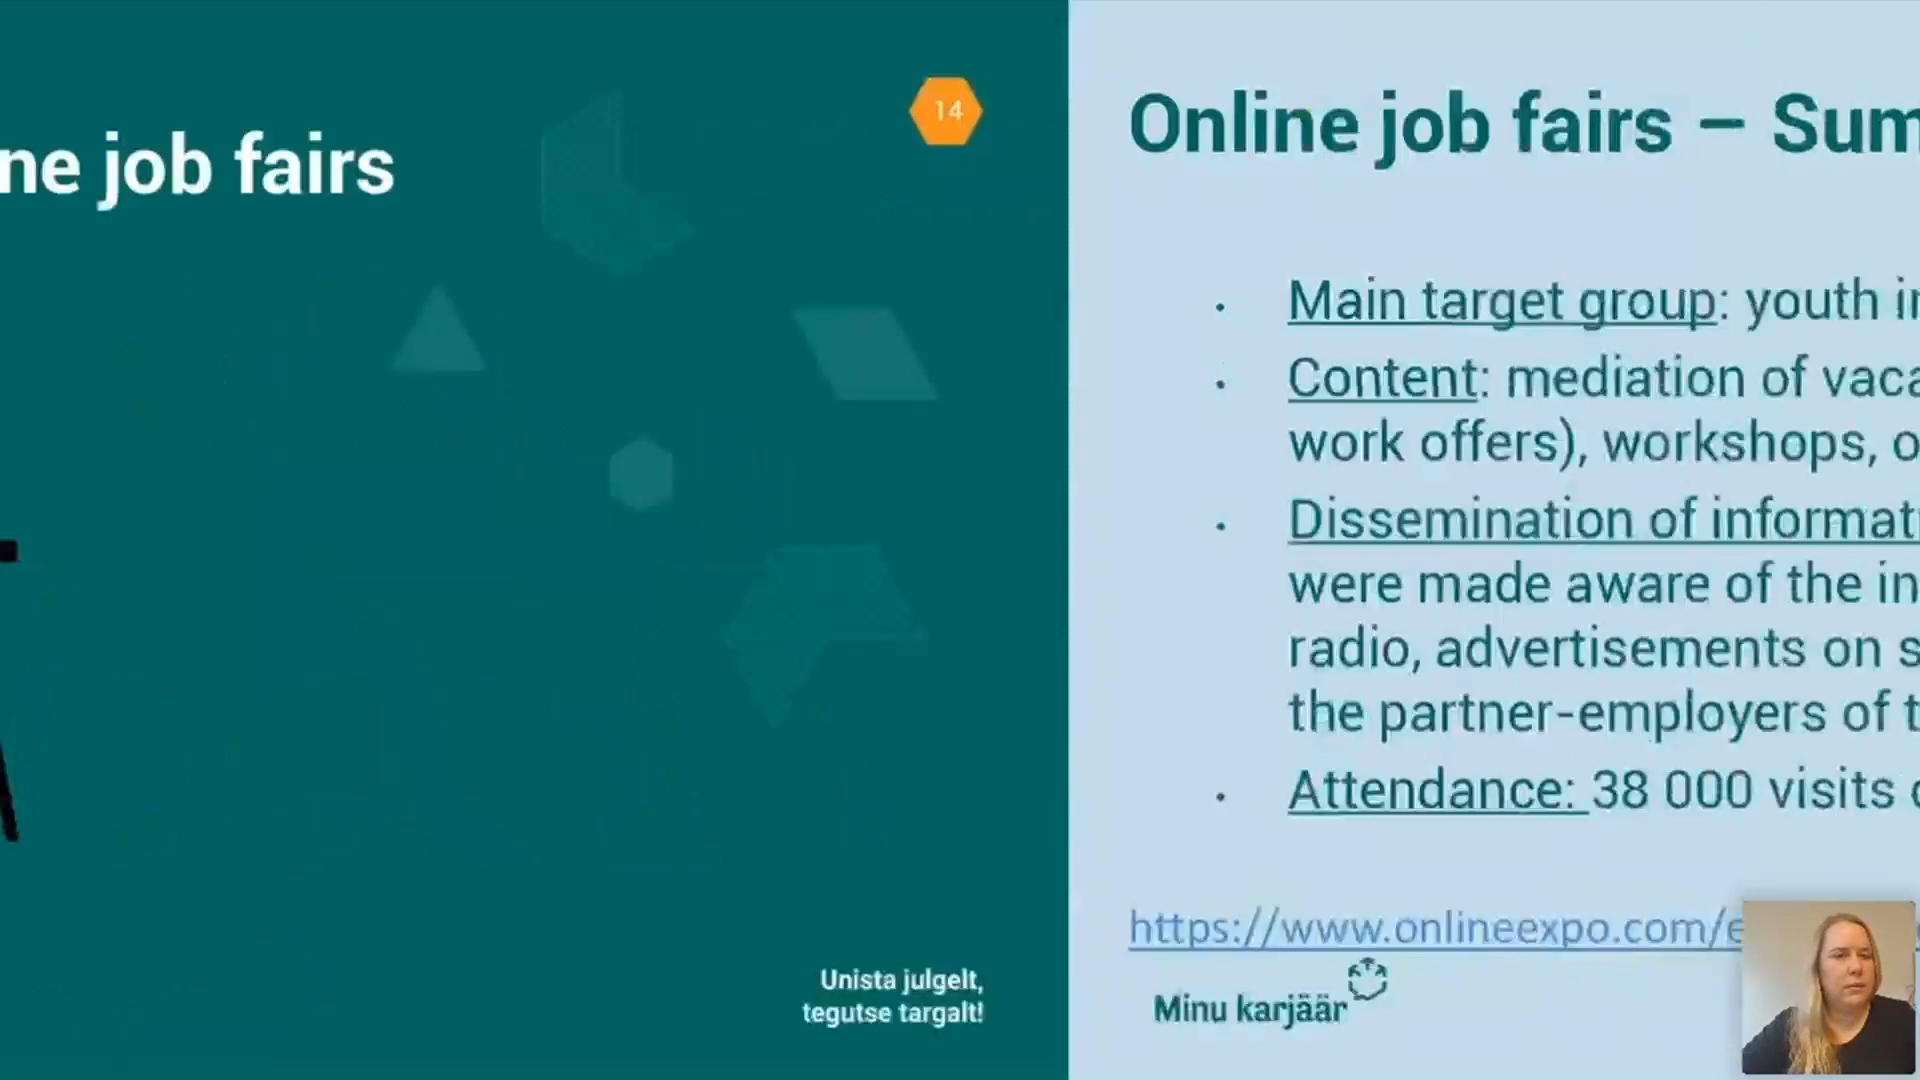 ne job fairs
14
Unista julgelt,
tegutse targalt!
Online job fairs – Sum
Main target group: youth
Content: mediation of
work offers), workshops,
Dissemination of
were made aware of the in
radio, advertisements on
the partner-employers of
Attendance: 38 000 visits
https://www.onlineexpo.com/e
Minu karjäär